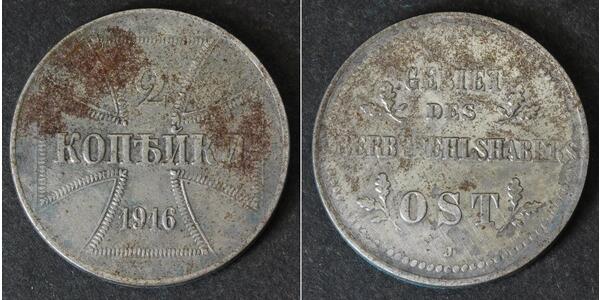 2
КОПѢЙКИ
1916
GEBIET
DES
OBERBEFEHLSHABERS
OST
J